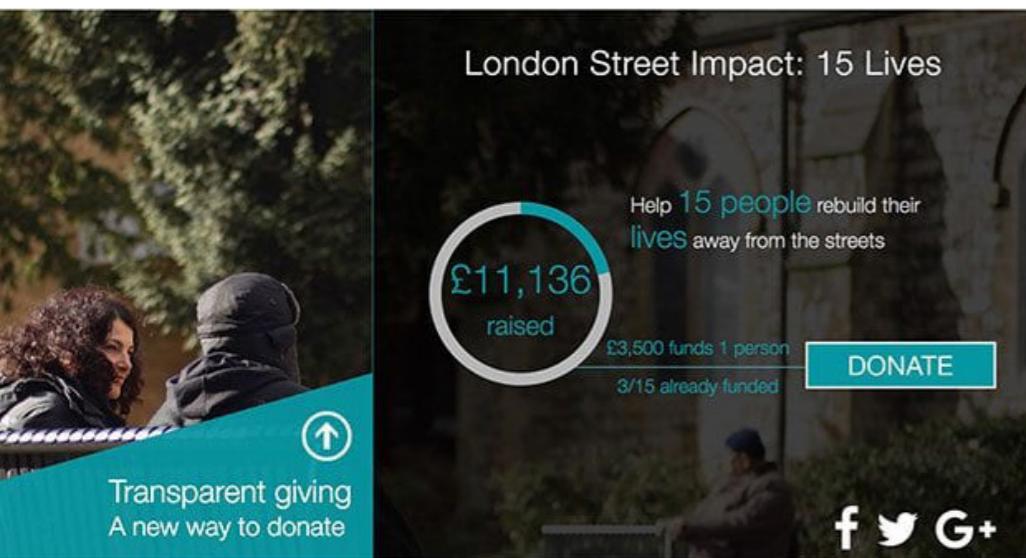 London Street Impact: 15 Lives
Help 15 people rebuild their
lives away from the streets
£11,136
raised
£3,500 funds 1 person
3/15 already funded
DONATE
Transparent giving
A new way to donate
f
G+